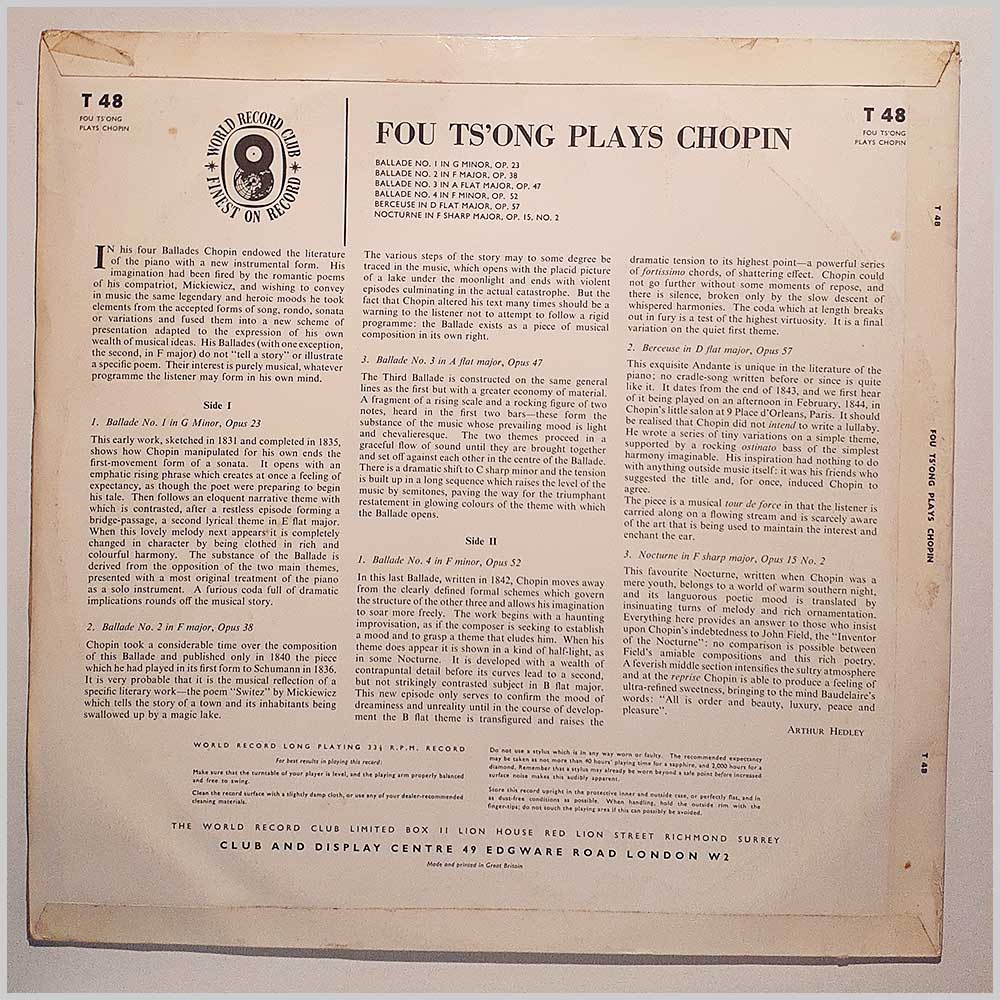 T 48
FOU TS'ONG
PLAYS CHOPIN
WORLD RECORD CLUB
FINEST ON RECORD
FOU TS'ONG PLAYS CHOPIN
BALLADE NO. 1 IN G MINOR, OP. 23
BALLADE NO. 2 IN F MAJOR, OP. 38
BALLADE NO. 3 IN A FLAT MAJOR, OP. 47
BALLADE NO. 4 IN F MINOR, OP. 52
BERCEUSE IN D FLAT MAJOR, OP. 57
NOCTURNE IN F SHARP MAJOR, OP. 15, NO. 2
T 48
FOU TS'ONG
PLAYS CHOPIN
IN his four Ballades Chopin endowed the literature
of the piano with a new instrumental form. His
imagination had been fired by the romantic poems
of his compatriot, Mickiewicz, and wishing to convey
in music the same legendary and heroic moods he took
elements from the accepted forms of song, rondo, sonata
or variations and fused them into a new scheme of
presentation adapted to the expression of his own
wealth of musical ideas. His Ballades (with one exception,
the second, in F major) do not "tell a story" or illustrate
a specific poem. Their interest is purely musical, whatever
programme the listener may form in his own mind.
Side I
1. Ballade No. 1 in G Minor, Opus 23
This early work, sketched in 1831 and completed in 1835,
shows how Chopin manipulated for his own ends the
first-movement form of a sonata. It opens with an
emphatic rising phrase which creates at once a feeling of
expectancy, as though the poet were preparing to begin
his tale. Then follows an eloquent narrative theme with
which is contrasted, after a restless episode forming a
bridge-passage, a second lyrical theme in E flat major.
When this lovely melody next appears it is completely
changed in character by being clothed in rich and
colourful harmony. The substance of the Ballade is
derived from the opposition of the two main themes,
presented with a most original treatment of the piano
as a solo instrument. A furious coda full of dramatic
implications rounds off the musical story.
2. Ballade No. 2 in F major, Opus 38
Chopin took a considerable time over the composition
of this Ballade and published only in 1840 the piece
which he had played in its first form to Schumann in 1836.
It is very probable that it is the musical reflection of a
specific literary work—the poem "Switez" by Mickiewicz
which tells the story of a town and its inhabitants being
swallowed up by a magic lake.
The various steps of the story may to some degree be
traced in the music, which opens with the placid picture
of a lake under the moonlight and ends with violent
episodes culminating in the actual catastrophe. But the
fact that Chopin altered his text many times should be a
warning to the listener not to attempt to follow a rigid
programme: the Ballade exists as a piece of musical
composition in its own right.
3. Ballade No. 3 in A flat major, Opus 47
The Third Ballade is constructed on the same general
lines as the first but with a greater economy of material.
A fragment of a rising scale and a rocking figure of two
notes, heard in the first two bars—these form the
substance of the music whose prevailing mood is light
and chevalieresque. The two themes proceed in a
graceful flow of sound until they are brought together
and set off against each other in the centre of the Ballade.
There is a dramatic shift to C sharp minor and the tension
is built up in a long sequence which raises the level of the
music by semitones, paving the way for the triumphant
restatement in glowing colours of the theme with which
the Ballade opens.
Side II
1. Ballade No. 4 in F minor, Opus 52
In this last Ballade, written in 1842, Chopin moves away
from the clearly defined formal schemes which govern
the structure of the other three and allows his imagination
to soar more freely. The work begins with a haunting
improvisation, as if the composer is seeking to establish
a mood and to grasp a theme that eludes him. When his
theme does appear it is shown in a kind of half-light, as
in some Nocturne. It is developed with a wealth of
contrapuntal detail before its curves lead to a second,
but not strikingly contrasted subject in B flat major.
This new episode only serves to confirm the mood of
dreaminess and unreality until in the course of develop-
ment the B flat theme is transfigured and raises the
dramatic tension to its highest point—a powerful series
of fortissimo chords, of shattering effect. Chopin could
not go further without some moments of repose, and
there is silence, broken only by the slow descent of
whispered harmonies. The coda which at length breaks
out in fury is a test of the highest virtuosity. It is a final
variation on the quiet first theme.
2. Berceuse in D flat major, Opus 57
This exquisite Andante is unique in the literature of the
piano; no cradle-song written before or since is quite
like it. It dates from the end of 1843, and we first hear
of it being played on an afternoon in February, 1844, in
Chopin's little salon at 9 Place d'Orleans, Paris. It should
be realised that Chopin did not intend to write a lullaby.
He wrote a series of tiny variations on a simple theme,
supported by a rocking ostinato bass of the simplest
harmony imaginable. His inspiration had nothing to do
with anything outside music itself: it was his friends who
suggested the title and, for once, induced Chopin to
agree.
The piece is a musical tour de force in that the listener is
carried along on a flowing stream and is scarcely aware
of the art that is being used to maintain the interest and
enchant the ear.
3. Nocturne in F sharp major, Opus 15 No. 2
This favourite Nocturne, written when Chopin was a
mere youth, belongs to a world of warm southern night,
and its languorous poetic mood is translated by
insinuating turns of melody and rich ornamentation.
Everything here provides an answer to those who insist
upon Chopin's indebtedness to John Field, the "Inventor
of the Nocturne": no comparison is possible between
Field's amiable compositions and this rich poetry.
A feverish middle section intensifies the sultry atmosphere
and at the reprise Chopin is able to produce a feeling of
ultra-refined sweetness, bringing to the mind Baudelaire's
words: "All is order and beauty, luxury, peace and
pleasure".
ARTHUR HEDLEY
T 48
FOU TS'ONG PLAYS CHOPIN
T 48
WORLD RECORD LONG PLAYING 33⅓ R.P.M. RECORD
For best results in playing this record:
Make sure that the turntable of your player is level, and the playing arm properly balanced
and free to swing.
Clean the record surface with a slightly damp cloth, or use any of your dealer-recommended
cleaning materials.
Do not use a stylus which is in any way worn or faulty. The recommended expectancy
may be taken as not more than 40 hours' playing time for a sapphire, and 2,000 hours for a
diamond. Remember that a stylus may already be worn beyond a safe point before increased
surface noise makes this audibly apparent.
Store this record upright in the protective inner and outside case, or perfectly flat, and in
as dust-free conditions as possible. When handling, hold the outside rim with the
finger-tips; do not touch the playing area if this can possibly be avoided.
THE WORLD RECORD CLUB LIMITED BOX 11 LION HOUSE RED LION STREET RICHMOND SURREY
CLUB AND DISPLAY CENTRE 49 EDGWARE ROAD LONDON W2
Made and printed in Great Britain